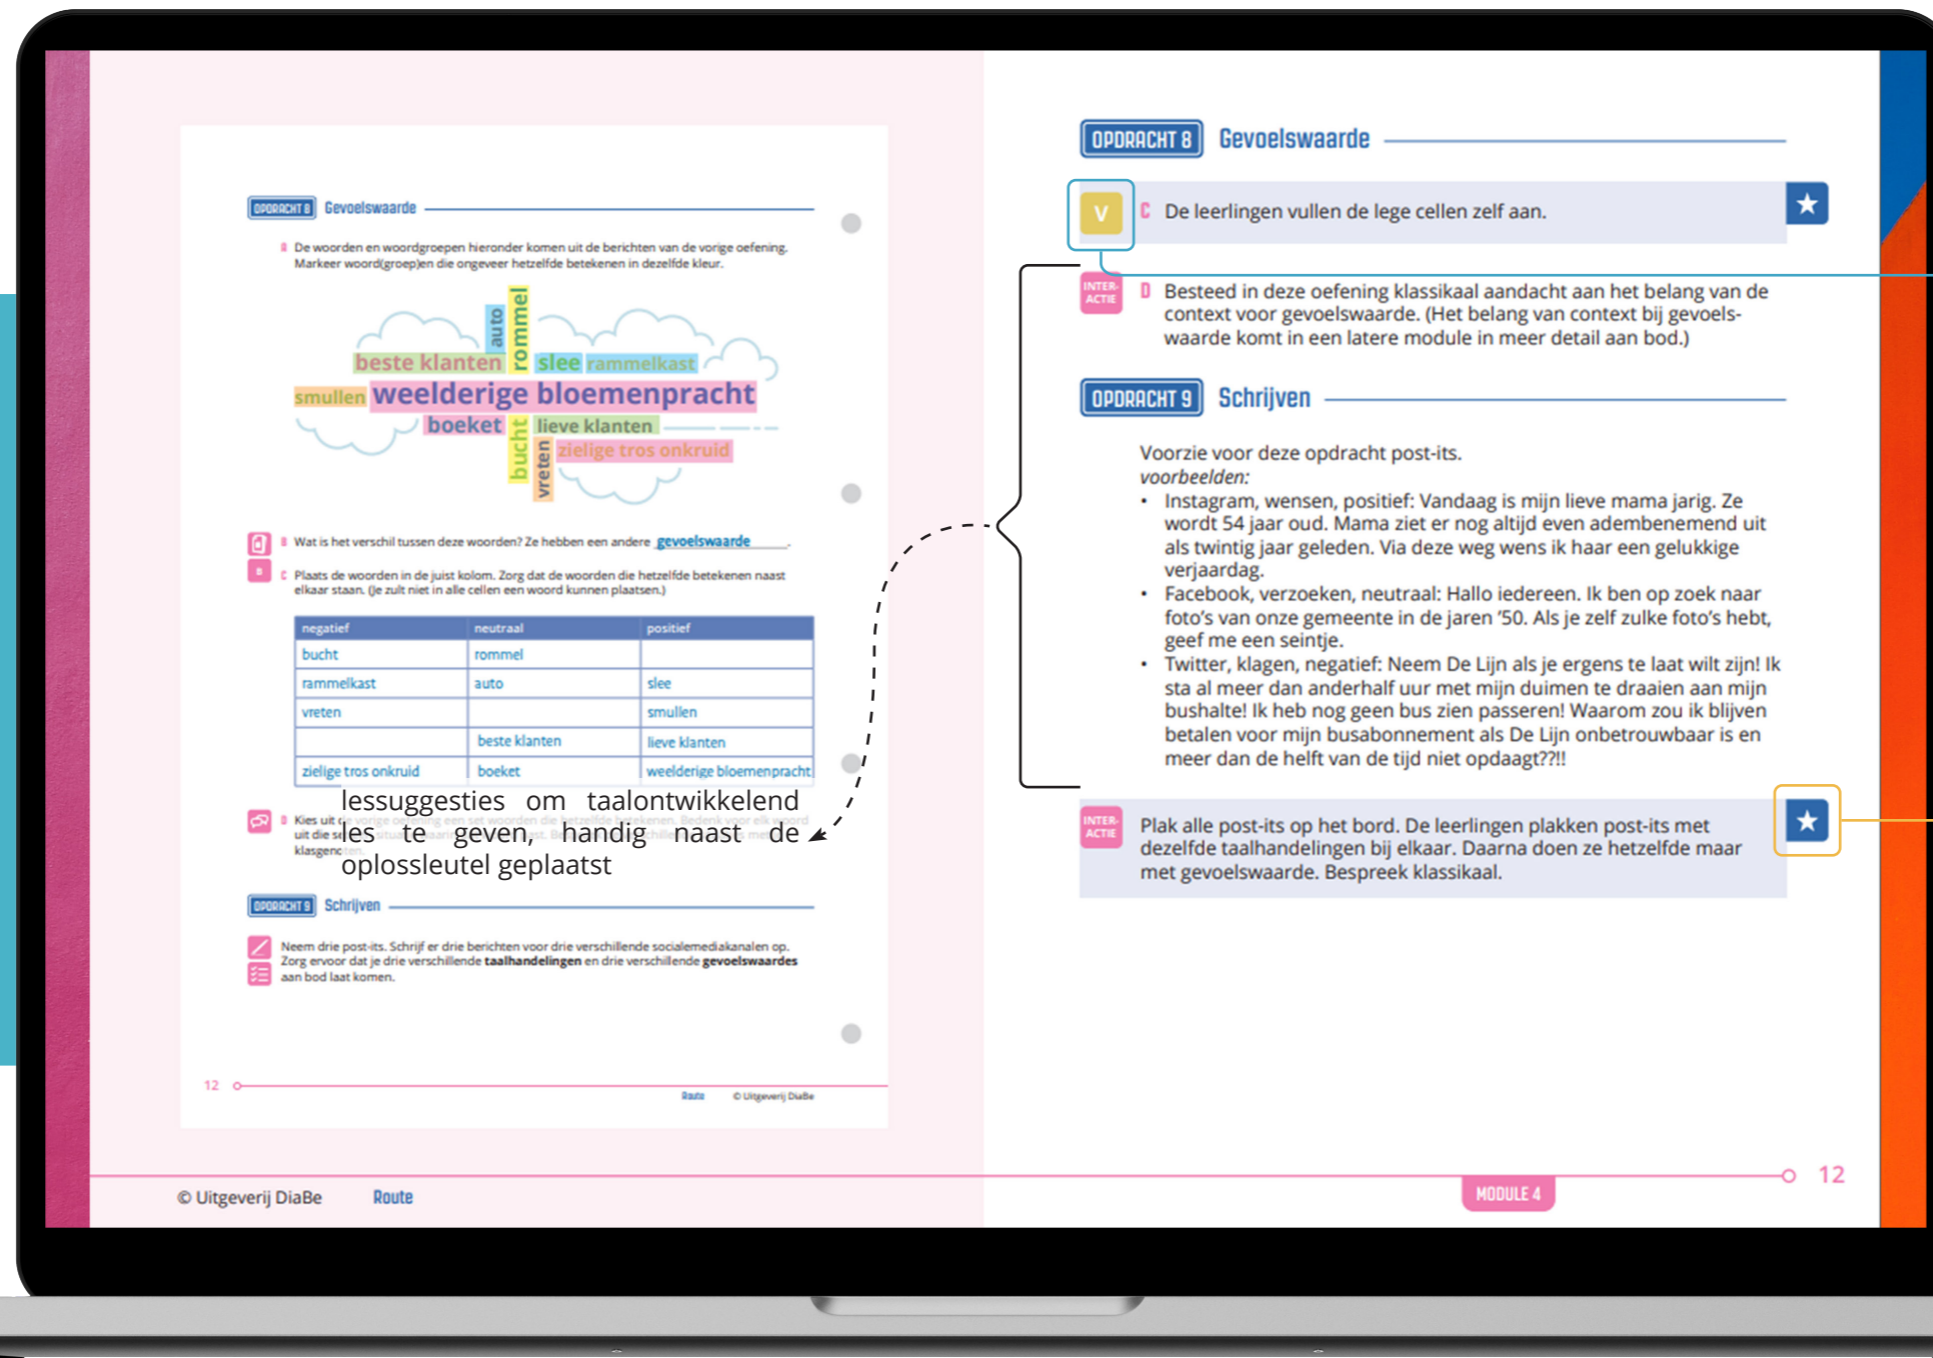 OPDRACHT 8 Gevoelswaarde
A De woorden en woordgroepen hieronder komen uit de berichten van de vorige oefening.
Markeer woord(groep)en die ongeveer hetzelfde betekenen in dezelfde kleur.
auto
rommel
beste klanten
slee
rammelkast
smullen
weelderige bloemenpracht
boeket
bucht
lieve klanten
vreten
zielige tros onkruid
B Wat is het verschil tussen deze woorden? Ze hebben een andere gevoelswaarde.
C Plaats de woorden in de juist kolom. Zorg dat de woorden die hetzelfde betekenen naast
elkaar staan. (Je zult niet in alle cellen een woord kunnen plaatsen.)
negatief neutraal positief
bucht rommel
rammelkast auto slee
vreten smullen
beste klanten lieve klanten
zielige tros onkruid boeket weelderige bloemenpracht
D Kies uit de vorige oefening een set woorden die hetzelfde betekenen. Bedenk voor elk woord
uit die
klasgenoten.
lessuggesties om taalontwikkelend
les te geven, handig naast de
oplossleutel geplaatst
OPDRACHT 9 Schrijven
Neem drie post-its. Schrijf er drie berichten voor drie verschillende socialemediakanalen op.
Zorg ervoor dat je drie verschillende taalhandelingen en drie verschillende gevoelswaardes
aan bod laat komen.
12
Route © Uitgeverij DiaBe
© Uitgeverij DiaBe Route
OPDRACHT 8 Gevoelswaarde
V C De leerlingen vullen de lege cellen zelf aan.
INTER-
ACTIE
D Besteed in deze oefening klassikaal aandacht aan het belang van de
context voor gevoelswaarde. (Het belang van context bij gevoels-
waarde komt in een latere module in meer detail aan bod.)
OPDRACHT 9 Schrijven
Voorzie voor deze opdracht post-its.
voorbeelden:
• Instagram, wensen, positief: Vandaag is mijn lieve mama jarig. Ze
wordt 54 jaar oud. Mama ziet er nog altijd even adembenemend uit
als twintig jaar geleden. Via deze weg wens ik haar een gelukkige
verjaardag.
• Facebook, verzoeken, neutraal: Hallo iedereen. Ik ben op zoek naar
foto's van onze gemeente in de jaren '50. Als je zelf zulke foto's hebt,
geef me een seintje.
• Twitter, klagen, negatief: Neem De Lijn als je ergens te laat wilt zijn! Ik
sta al meer dan anderhalf uur met mijn duimen te draaien aan mijn
bushalte! Ik heb nog geen bus zien passeren! Waarom zou ik blijven
betalen voor mijn busabonnement als De Lijn onbetrouwbaar is en
meer dan de helft van de tijd niet opdaagt??!!
INTER-
ACTIE
Plak alle post-its op het bord. De leerlingen plakken post-its met
dezelfde taalhandelingen bij elkaar. Daarna doen ze hetzelfde maar
met gevoelswaarde. Bespreek klassikaal.
MODULE 4
12